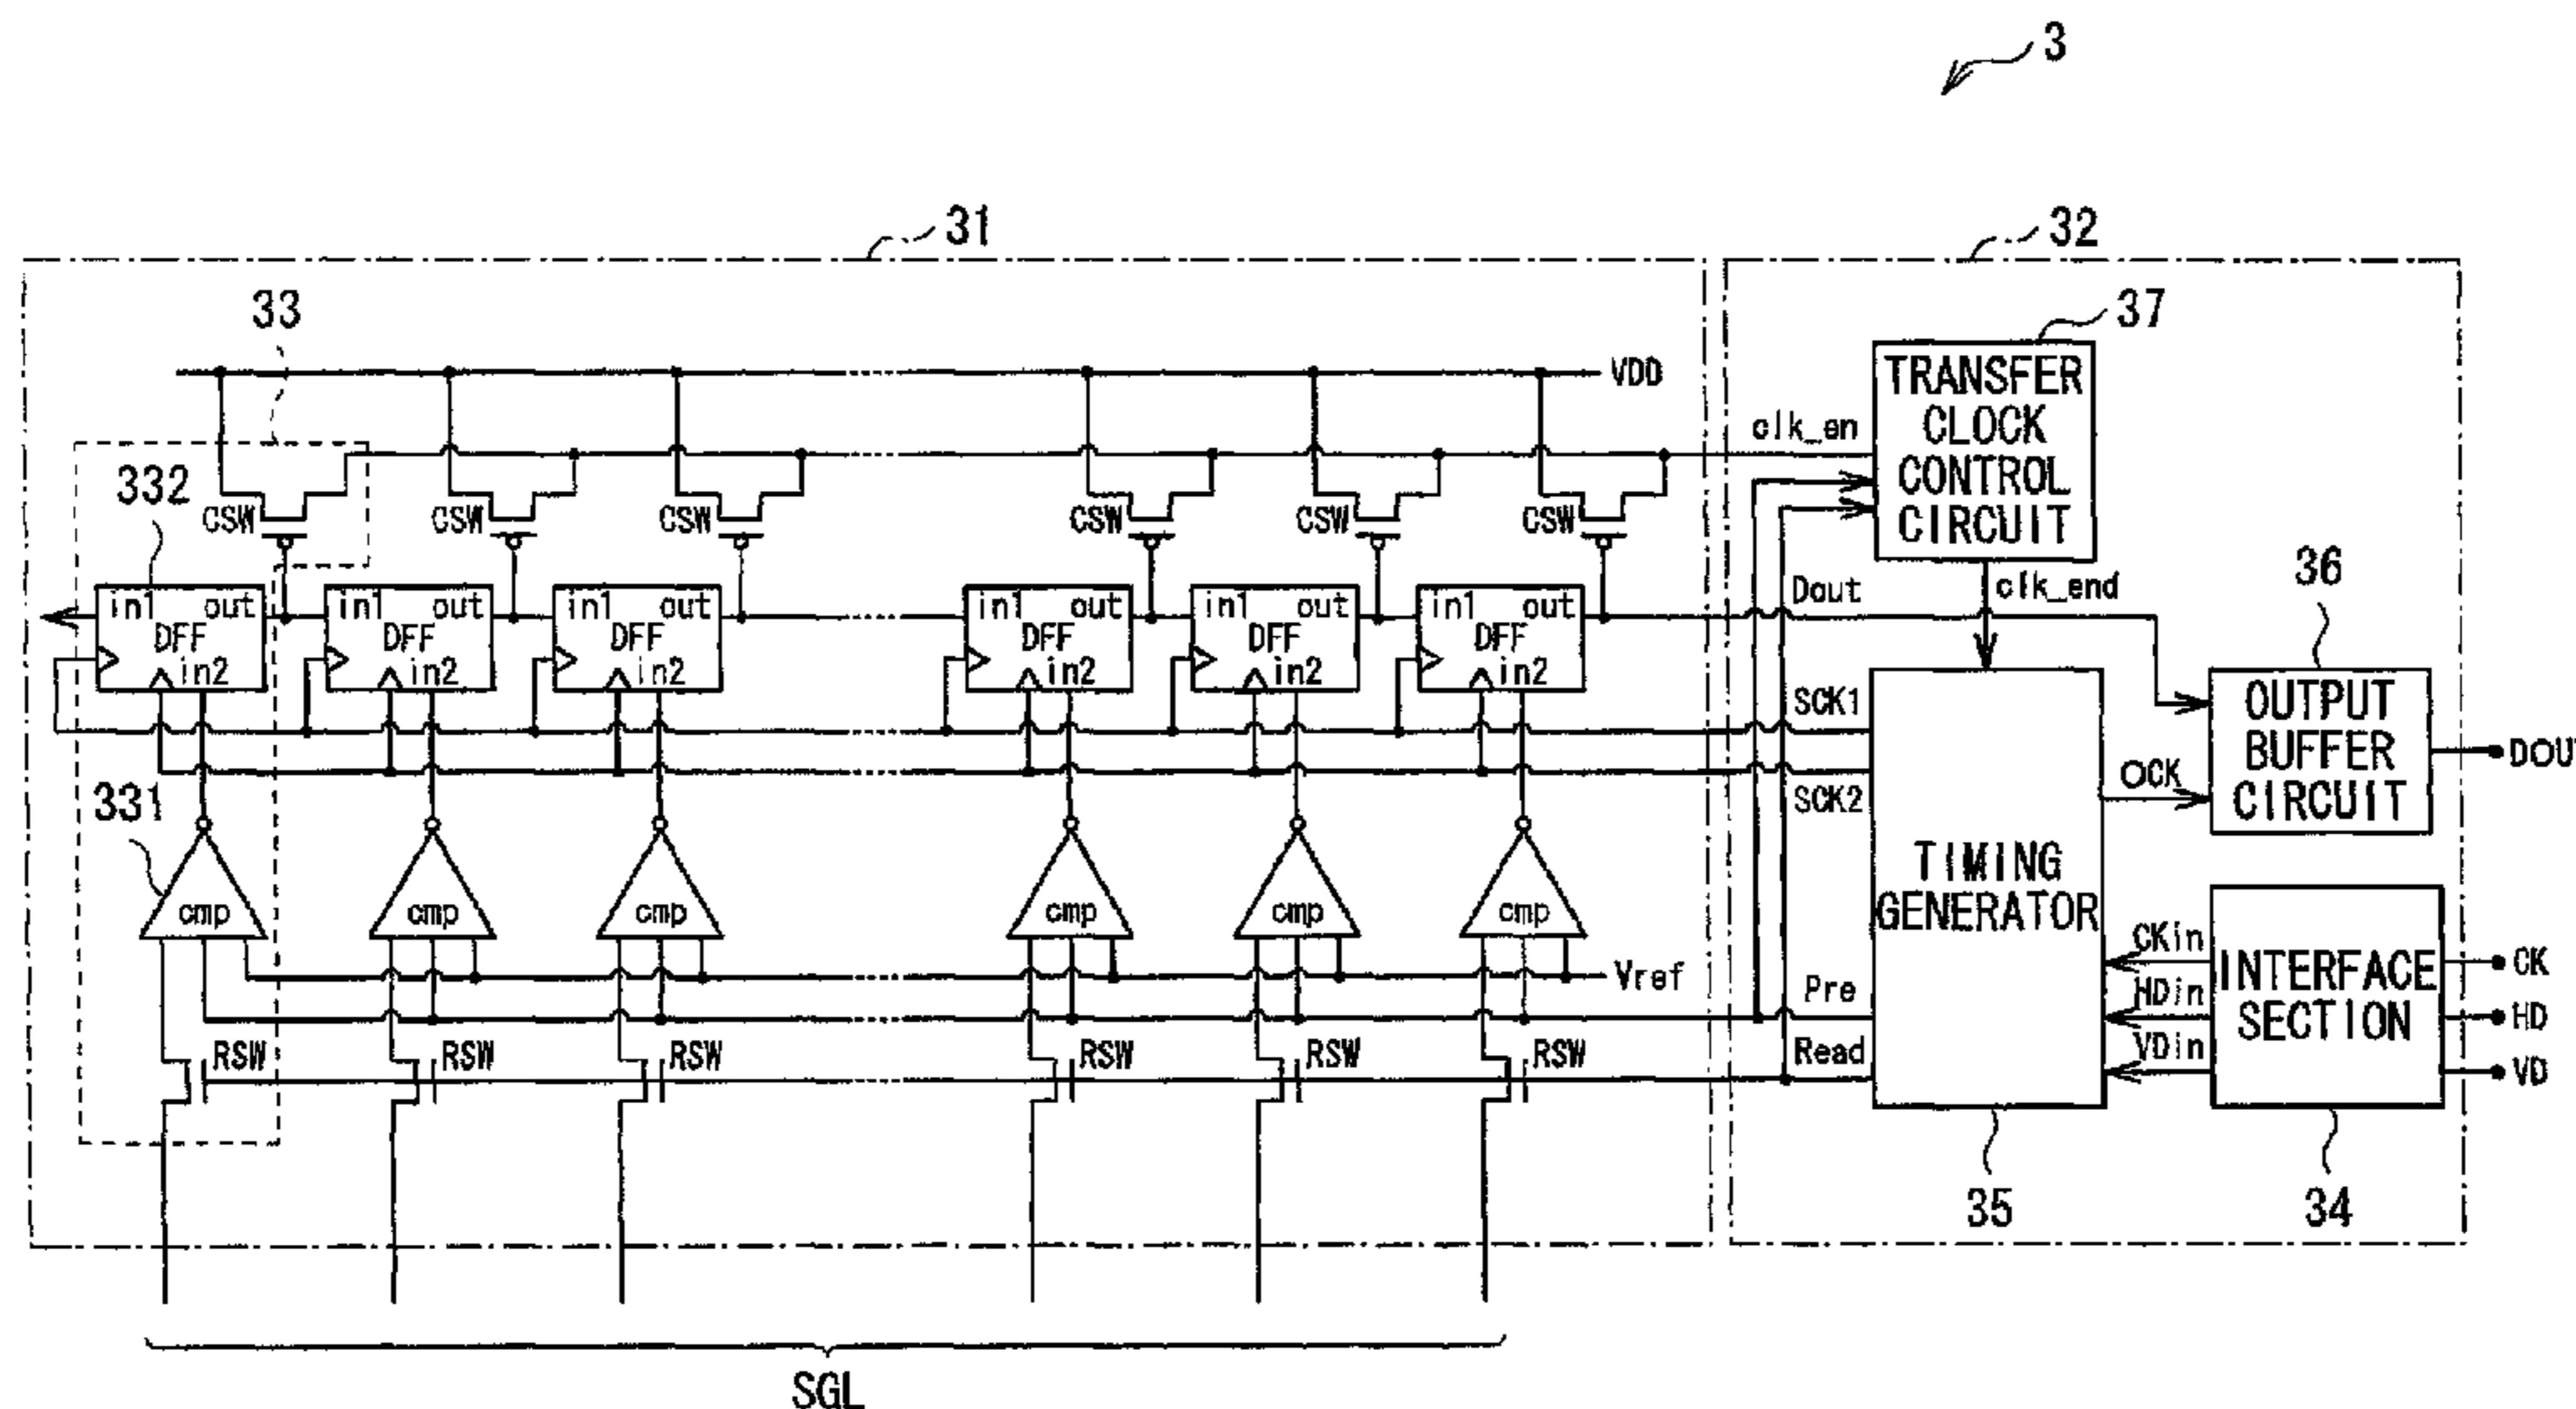 3
31
32
33
37
VDD
TRANSFER
CLOCK
CONTROL
CIRCUIT
clk_en
332
CSW CSW CSW CSW CSW CSW
in1 out in1 out in1 out in1 out in1 out in1 out
DFF DFF DFF DFF DFF DFF
in2 in2 in2 in2 in2 in2
Dout
clk_end
36
SCK1
OUTPUT
BUFFER
CIRCUIT
DOUT
OCK
SCK2
331
cmp cmp cmp cmp cmp cmp
TIMING
GENERATOR
Vref
Pre
CKin
HDin
VDin
INTERFACE
SECTION
CK
HD
VD
RSW RSW RSW RSW RSW RSW
Read
35
34
SGL